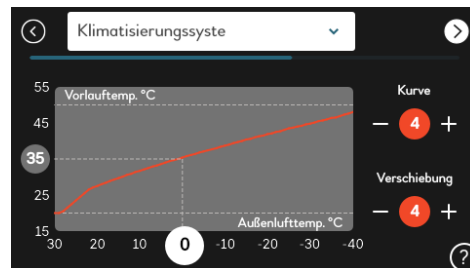 Klimatisierungssyste
55
Vorlauftemp. °C
45
35
25
15
Außenlufttemp. °C
30 20 10 0 -10 -20 -30 -40
Kurve
− 4 +
Verschiebung
− 4 +
?